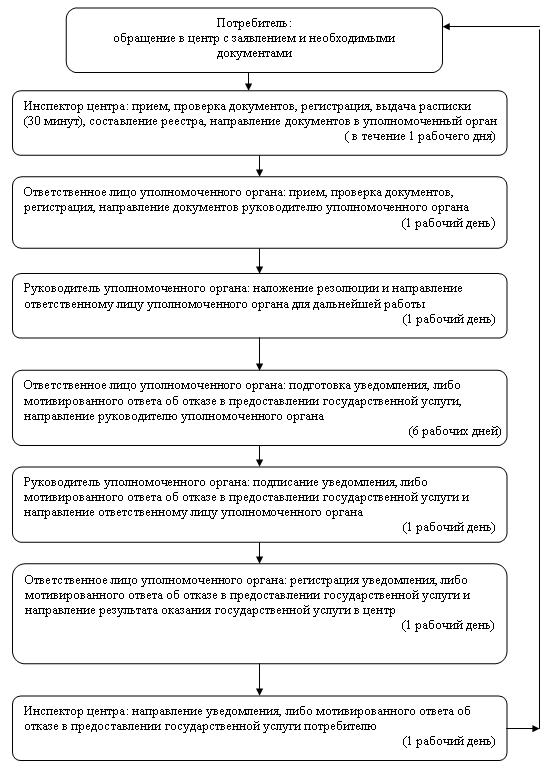 Потребитель:
обращение в центр с заявлением и необходимыми
документами
Инспектор центра: прием, проверка документов, регистрация, выдача расписки
(30 минут), составление реестра, направление документов в уполномоченный орган
( в течение 1 рабочего дня)
Ответственное лицо уполномоченного органа: прием, проверка документов,
регистрация, направление документов руководителю уполномоченного органа
(1 рабочий день)
Руководитель уполномоченного органа: наложение резолюции и направление
ответственному лицу уполномоченного органа для дальнейшей работы
(1 рабочий день)
Ответственное лицо уполномоченного органа: подготовка уведомления, либо
мотивированного ответа об отказе в предоставлении государственной услуги,
направление руководителю уполномоченного органа
(6 рабочих дней)
Руководитель уполномоченного органа: подписание уведомления, либо
мотивированного ответа об отказе в предоставлении государственной услуги и
направление ответственному лицу уполномоченного органа
(1 рабочий день)
Ответственное лицо уполномоченного органа: регистрация уведомления, либо
мотивированного ответа об отказе в предоставлении государственной услуги и
направление результата оказания государственной услуги в центр
(1 рабочий день)
Инспектор центра: направление уведомления, либо мотивированного ответа об
отказе в предоставлении государственной услуги потребителю
(1 рабочий день)